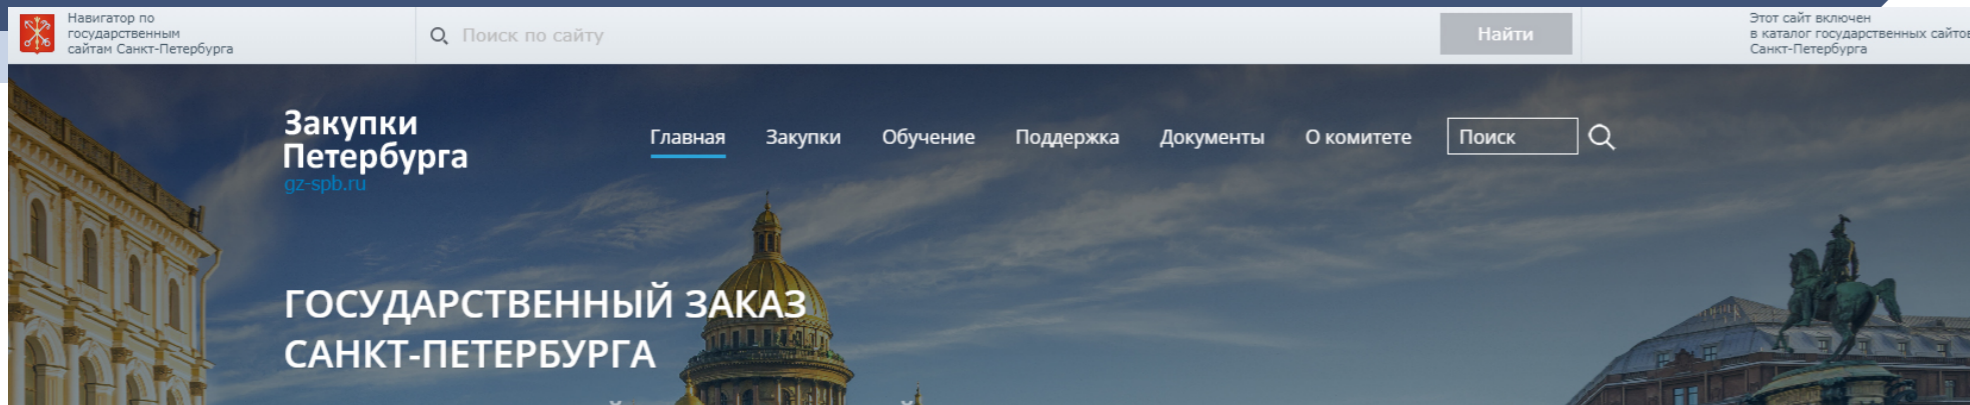 Навигатор по
государственным
сайтам Санкт-Петербурга
Поиск по сайту
Найти
Этот сайт включен
в каталог государственных сайтов
Санкт-Петербурга
Закупки
Петербурга
gz-spb.ru
Главная
Закупки
Обучение
Поддержка
Документы
О комитете
Поиск
ГОСУДАРСТВЕННЫЙ ЗАКАЗ
САНКТ-ПЕТЕРБУРГА